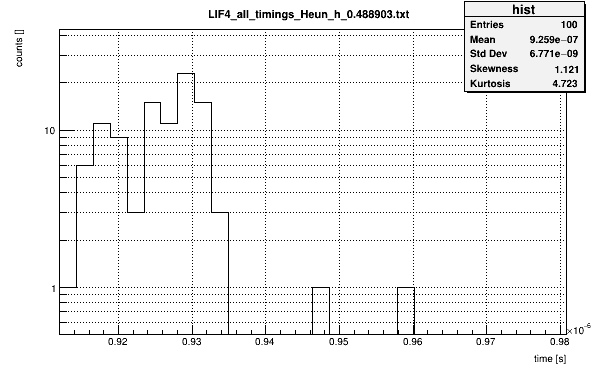 LIF4_all_timings_Heun_h_0.488903.txt
hist
Entries 100
Mean 9.259e−07
Std Dev 6.771e−09
Skewness 1.121
Kurtosis 4.723
counts []
10
1
0.92 0.93 0.94 0.95 0.96 0.97 0.98
×10⁻⁶
time [s]